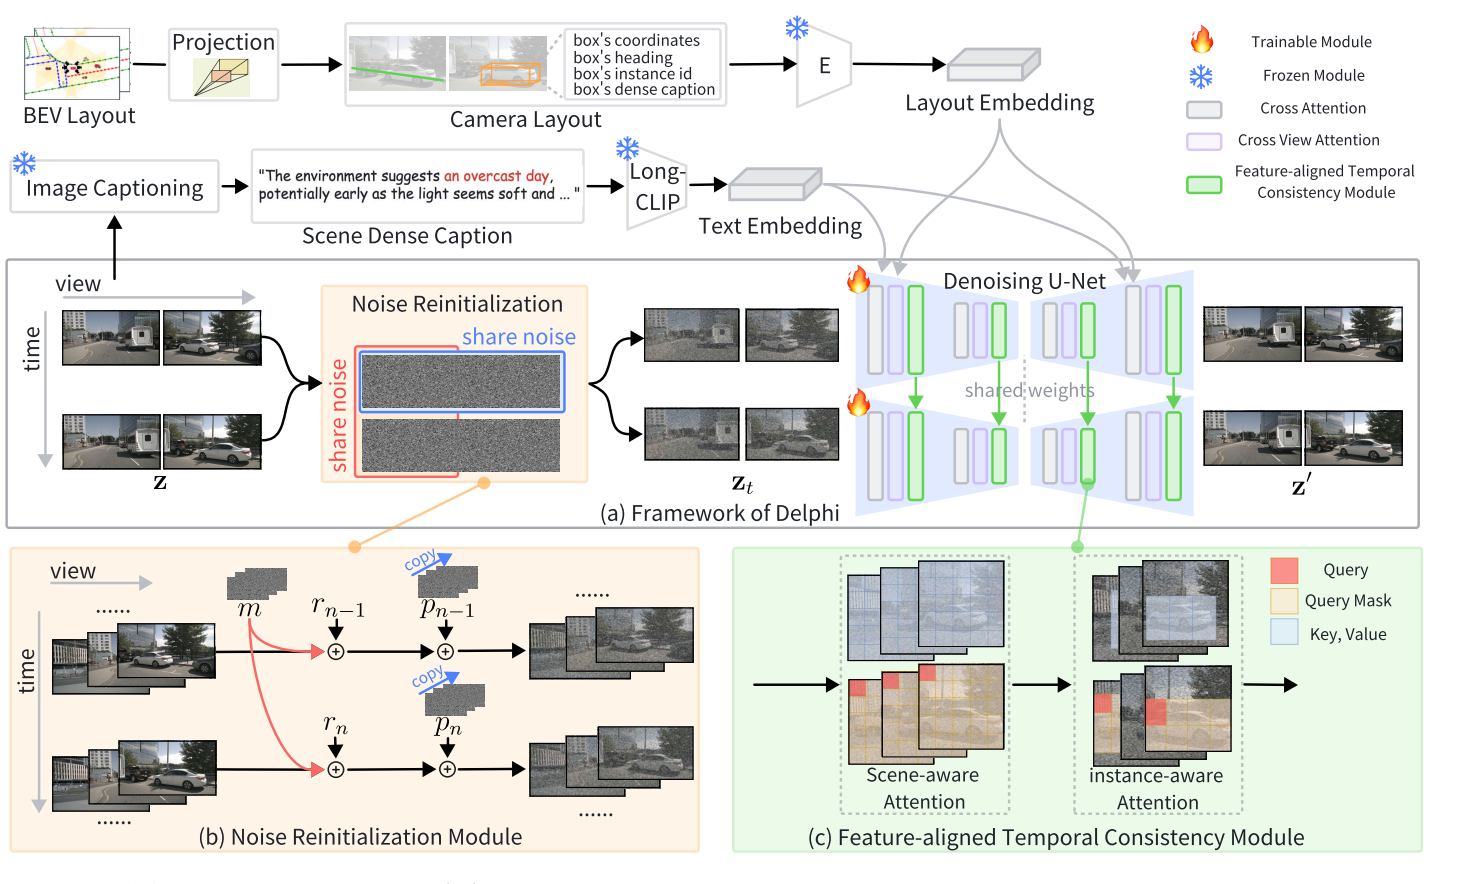 BEV Layout
Projection
box's coordinates
box's heading
box's instance id
box's dense caption
Camera Layout
E
Layout Embedding
Trainable Module
Frozen Module
Cross Attention
Cross View Attention
Feature-aligned Temporal
Consistency Module
Image Captioning
"The environment suggests an overcast day,
potentially early as the light seems soft and ... "
Scene Dense Caption
Long-
CLIP
Text Embedding
view
time
z
Noise Reinitialization
share noise
share noise
z_t
Denoising U-Net
shared weights
z′
(a) Framework of Delphi
view
time
......
m
r_{n−1}
copy
p_{n−1}
......
r_n
copy
p_n
......
......
(b) Noise Reinitialization Module
Query
Query Mask
Key, Value
Scene-aware
Attention
instance-aware
Attention
(c) Feature-aligned Temporal Consistency Module